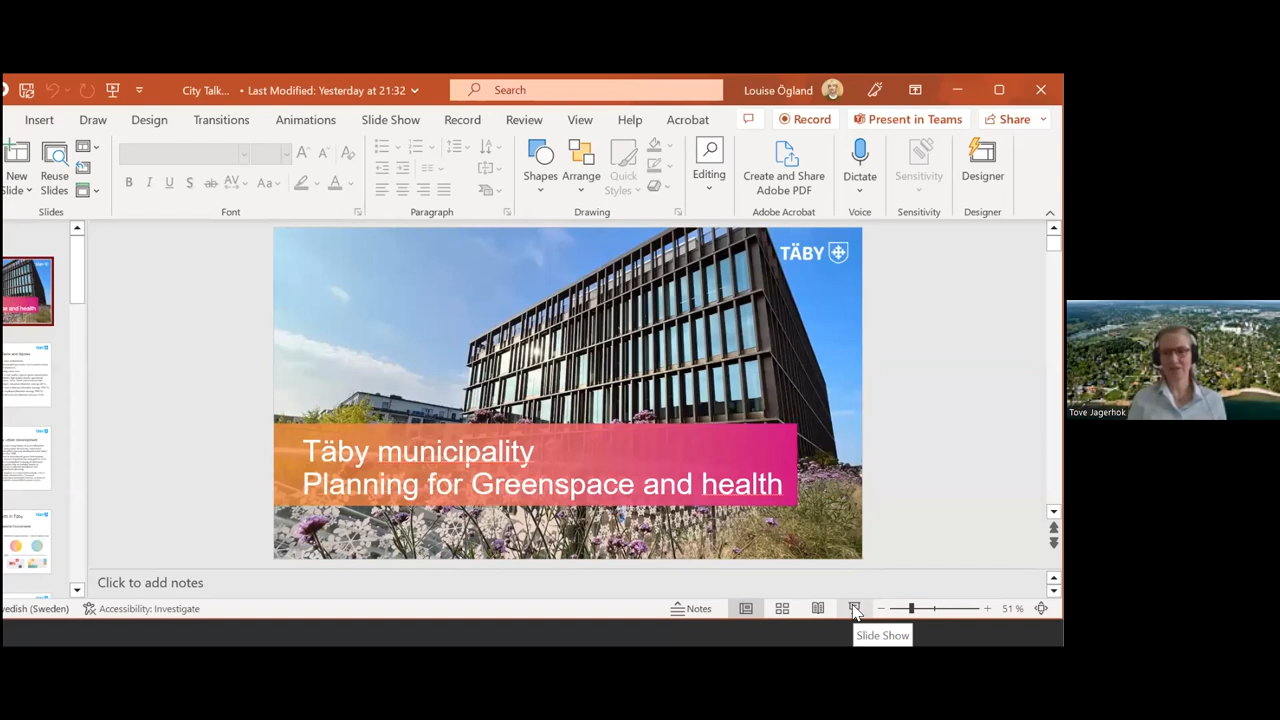 City Talk... • Last Modified: Yesterday at 21:32
Search
Louise Ögland
Insert Draw Design Transitions Animations Slide Show Record Review View Help Acrobat
Record
Present in Teams
Share
New Slide
Reuse Slides
Slides
B I U S ab AV Aa A
Font
Paragraph
Shapes
Arrange
Quick Styles
Drawing
Editing
Create and Share Adobe PDF
Adobe Acrobat
Dictate
Voice
Sensitivity
Sensitivity
Designer
Designer
TÄBY
Täby municipality
Planning for Greenspace and health
Tove Jagerhok
Click to add notes
Accessibility: Investigate
Notes
51 %
Slide Show